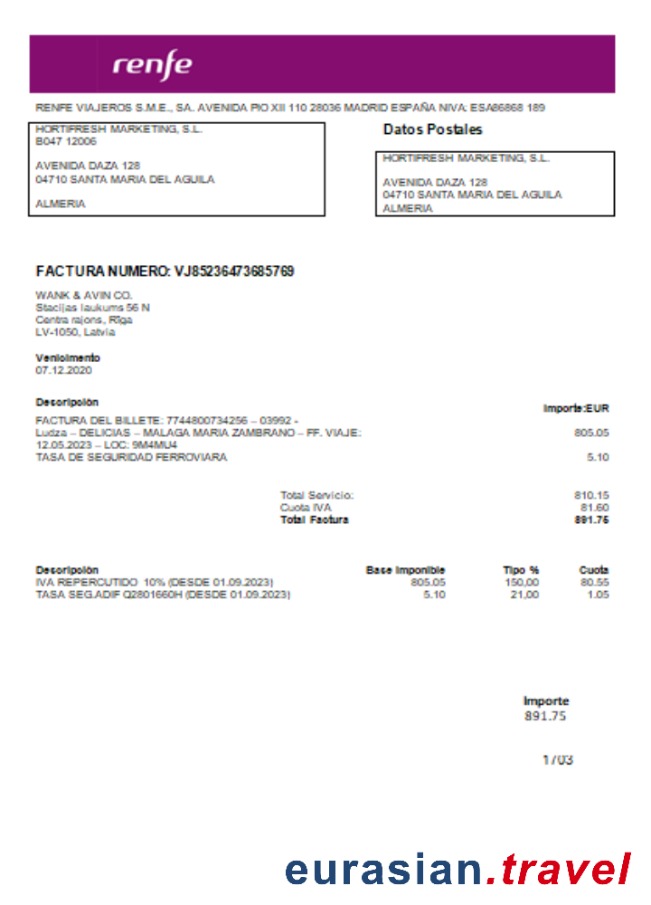 renfe
RENFE VIAJEROS S.M.E., SA. AVENIDA PIO XII 110 28036 MADRID ESPAÑA NIVA: ESA86868 189
HORTIFRESH MARKETING, S.L.
B047 12006
AVENIDA DAZA 128
04710 SANTA MARIA DEL AGUILA
ALMERIA
Datos Postales
HORTIFRESH MARKETING, S.L.
AVENIDA DAZA 128
04710 SANTA MARIA DEL AGUILA
ALMERIA
FACTURA NUMERO: VJ85236473685769
WANK & AVIN CO.
Stacijas laukums 56 N
Centra rajons, Rīga
LV-1050, Latvia
Venicimento
07.12.2020
Descripción Importe:EUR
FACTURA DEL BILLETE: 7744800734256 – 03992 -
Ludza – DELICIAS – MALAGA MARIA ZAMBRANO – FF. VIAJE: 805.05
12.05.2023 – LOC: 9M4MU4
TASA DE SEGURIDAD FERROVIARA 5.10
Total Servicio: 810.15
Cuota IVA 81.60
Total Factura 891.75
Descripción Base Imponible Tipo % Cuota
IVA REPERCUTIDO 10% (DESDE 01.09.2023) 805.05 150,00 80.55
TASA SEG.ADIF Q2801660H (DESDE 01.09.2023) 5.10 21,00 1.05
Importe
891.75
1/03
eurasian.travel